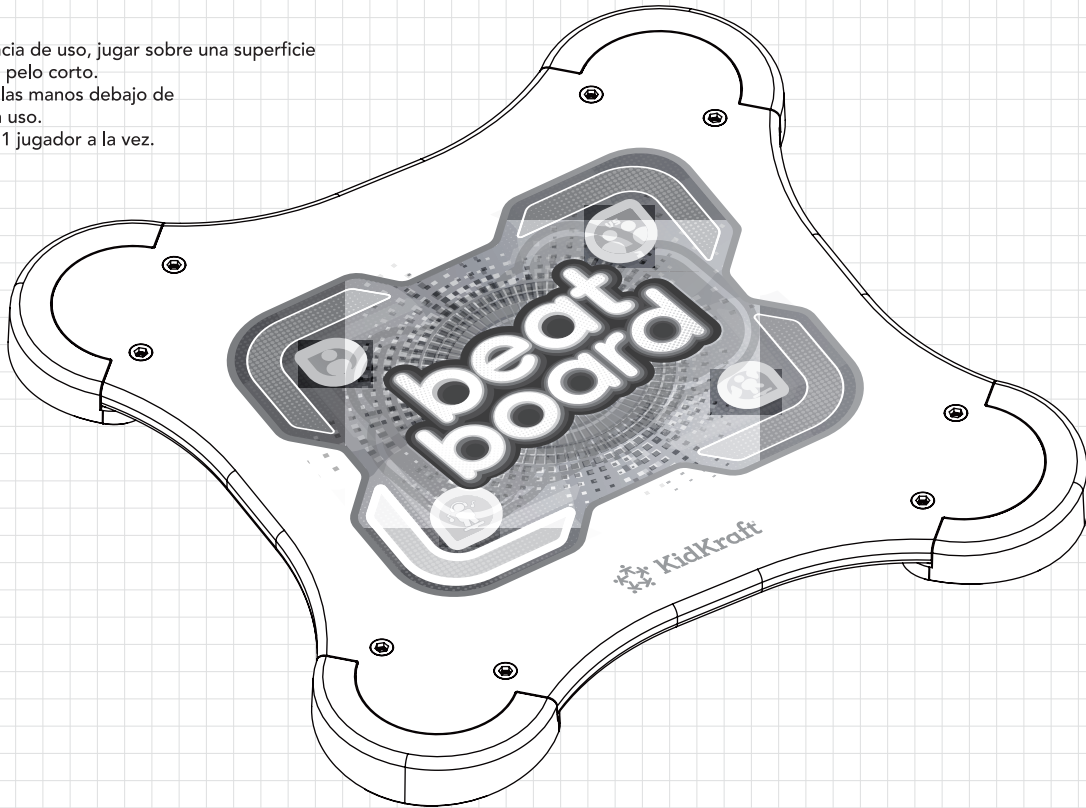 cia de uso, jugar sobre una superficie
pelo corto.
las manos debajo de
uso.
1 jugador a la vez.
beat
board
KidKraft